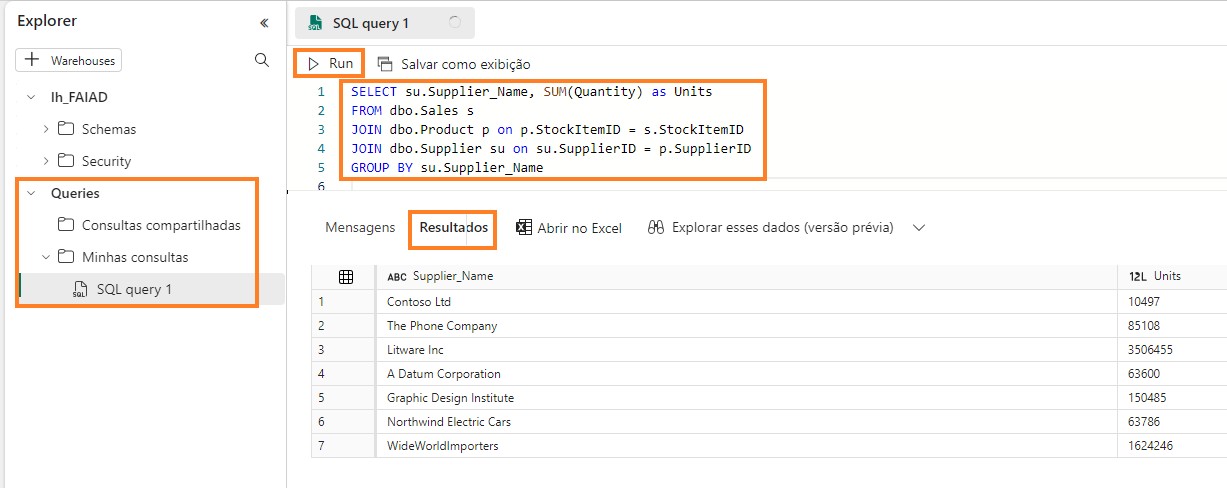 Explorer
«
+ Warehouses
lh_FAIAD
Schemas
Security
Queries
Consultas compartilhadas
Minhas consultas
SQL SQL query 1
SQL SQL query 1
Run
Salvar como exibição
1 SELECT su.Supplier_Name, SUM(Quantity) as Units
2 FROM dbo.Sales s
3 JOIN dbo.Product p on p.StockItemID = s.StockItemID
4 JOIN dbo.Supplier su on su.SupplierID = p.SupplierID
5 GROUP BY su.Supplier_Name
6
Mensagens Resultados Abrir no Excel Explorar esses dados (versão prévia)
ABC Supplier_Name 12L Units
1 Contoso Ltd 10497
2 The Phone Company 85108
3 Litware Inc 3506455
4 A Datum Corporation 63600
5 Graphic Design Institute 150485
6 Northwind Electric Cars 63786
7 WideWorldImporters 1624246